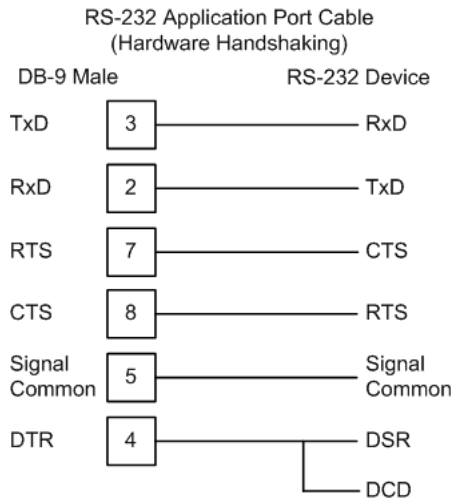 RS-232 Application Port Cable
(Hardware Handshaking)
DB-9 Male RS-232 Device
TxD 3 RxD
RxD 2 TxD
RTS 7 CTS
CTS 8 RTS
Signal Common 5 Signal Common
DTR 4 DSR
DCD